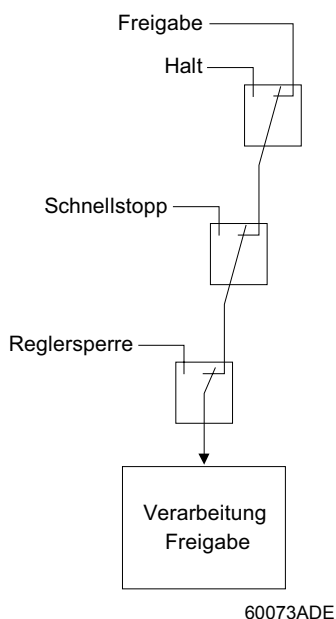 Freigabe
Halt
Schnellstopp
Reglersperre
Verarbeitung
Freigabe
60073ADE